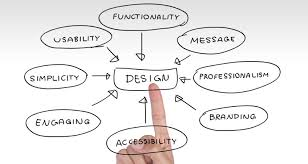 FUNCTIONALITY
USABILITY
MESSAGE
SIMPLICITY
DESIGN
PROFESSIONALISM
ENGAGING
BRANDING
ACCESSIBILITY